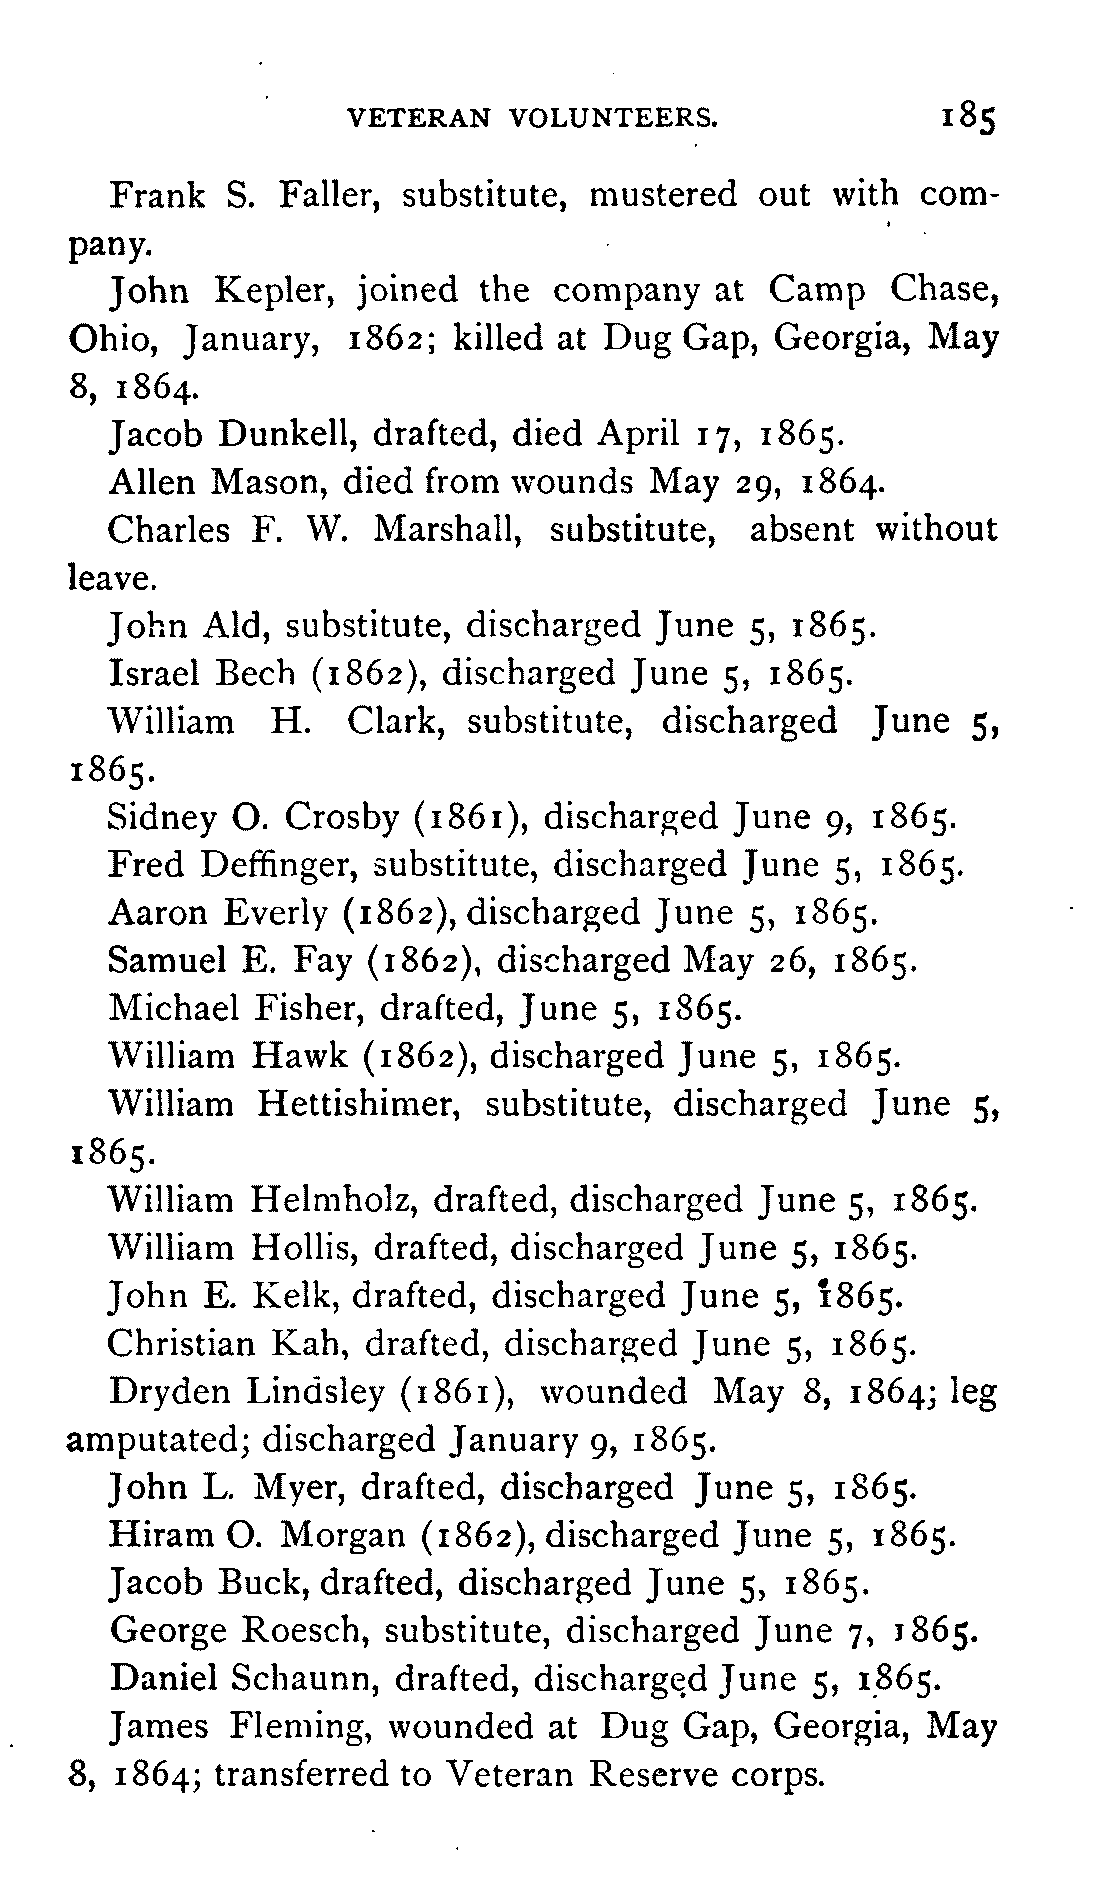 VETERAN VOLUNTEERS. 185
Frank S. Faller, substitute, mustered out with com-
pany.
John Kepler, joined the company at Camp Chase,
Ohio, January, 1862; killed at Dug Gap, Georgia, May
8, 1864.
Jacob Dunkell, drafted, died April 17, 1865.
Allen Mason, died from wounds May 29, 1864.
Charles F. W. Marshall, substitute, absent without
leave.
John Ald, substitute, discharged June 5, 1865.
Israel Bech (1862), discharged June 5, 1865.
William H. Clark, substitute, discharged June 5,
1865.
Sidney O. Crosby (1861), discharged June 9, 1865.
Fred Deffinger, substitute, discharged June 5, 1865.
Aaron Everly (1862), discharged June 5, 1865.
Samuel E. Fay (1862), discharged May 26, 1865.
Michael Fisher, drafted, June 5, 1865.
William Hawk (1862), discharged June 5, 1865.
William Hettishimer, substitute, discharged June 5,
1865.
William Helmholz, drafted, discharged June 5, 1865.
William Hollis, drafted, discharged June 5, 1865.
John E. Kelk, drafted, discharged June 5, 1865.
Christian Kah, drafted, discharged June 5, 1865.
Dryden Lindsley (1861), wounded May 8, 1864; leg
amputated; discharged January 9, 1865.
John L. Myer, drafted, discharged June 5, 1865.
Hiram O. Morgan (1862), discharged June 5, 1865.
Jacob Buck, drafted, discharged June 5, 1865.
George Roesch, substitute, discharged June 7, 1865.
Daniel Schaunn, drafted, discharged June 5, 1865.
James Fleming, wounded at Dug Gap, Georgia, May
8, 1864; transferred to Veteran Reserve corps.